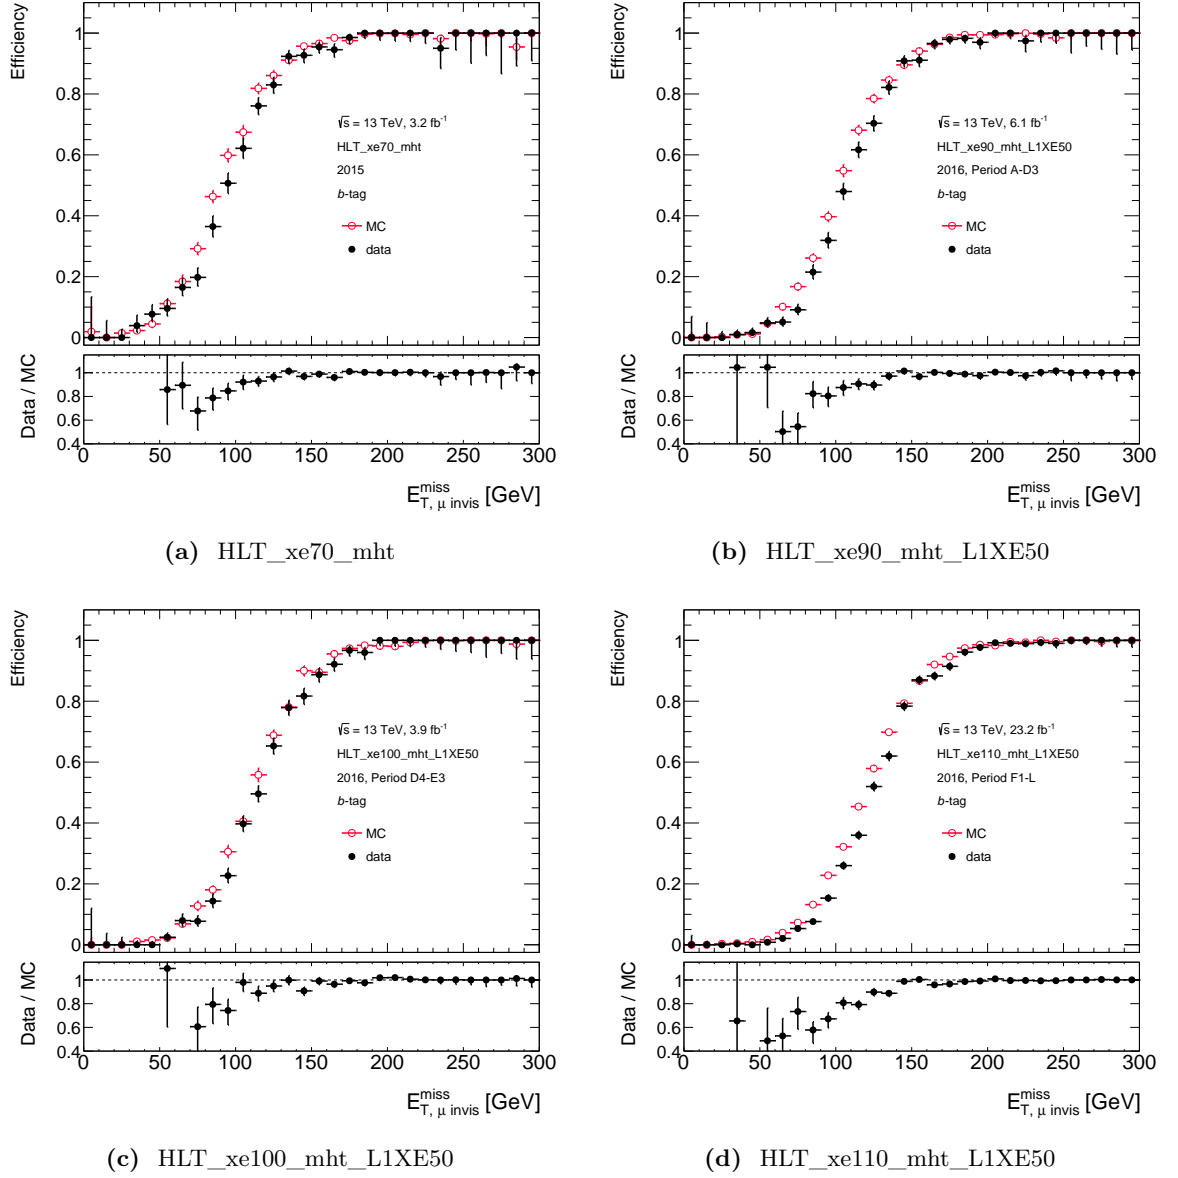 Efficiency
1
0.8
0.6
0.4
0.2
0
√s = 13 TeV, 3.2 fb⁻¹
HLT_xe70_mht
2015
b-tag
MC
data
Data / MC
1
0.8
0.6
0.4
0 50 100 150 200 250 300
E^miss_T, μ invis [GeV]
(a) HLT_xe70_mht
Efficiency
1
0.8
0.6
0.4
0.2
0
√s = 13 TeV, 6.1 fb⁻¹
HLT_xe90_mht_L1XE50
2016, Period A-D3
b-tag
MC
data
Data / MC
1
0.8
0.6
0.4
0 50 100 150 200 250 300
E^miss_T, μ invis [GeV]
(b) HLT_xe90_mht_L1XE50
Efficiency
1
0.8
0.6
0.4
0.2
0
√s = 13 TeV, 3.9 fb⁻¹
HLT_xe100_mht_L1XE50
2016, Period D4-E3
b-tag
MC
data
Data / MC
1
0.8
0.6
0.4
0 50 100 150 200 250 300
E^miss_T, μ invis [GeV]
(c) HLT_xe100_mht_L1XE50
Efficiency
1
0.8
0.6
0.4
0.2
0
√s = 13 TeV, 23.2 fb⁻¹
HLT_xe110_mht_L1XE50
2016, Period F1-L
b-tag
MC
data
Data / MC
1
0.8
0.6
0.4
0 50 100 150 200 250 300
E^miss_T, μ invis [GeV]
(d) HLT_xe110_mht_L1XE50